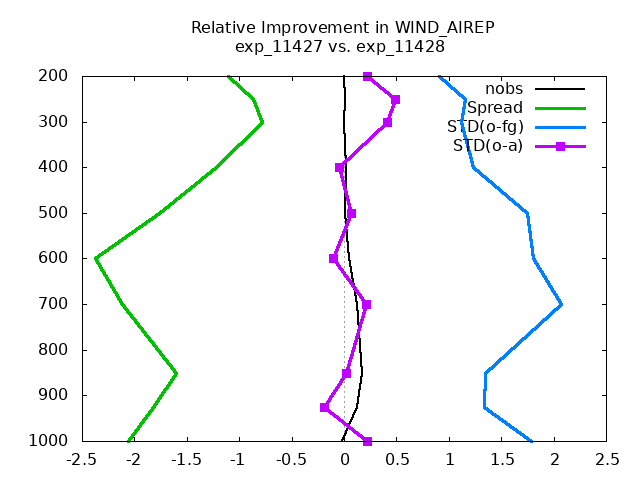 Relative Improvement in WIND_AIREP
exp_11427 vs. exp_11428
nobs
Spread
STD(o-fg)
STD(o-a)
200
300
400
500
600
700
800
900
1000
-2.5 -2 -1.5 -1 -0.5 0 0.5 1 1.5 2 2.5